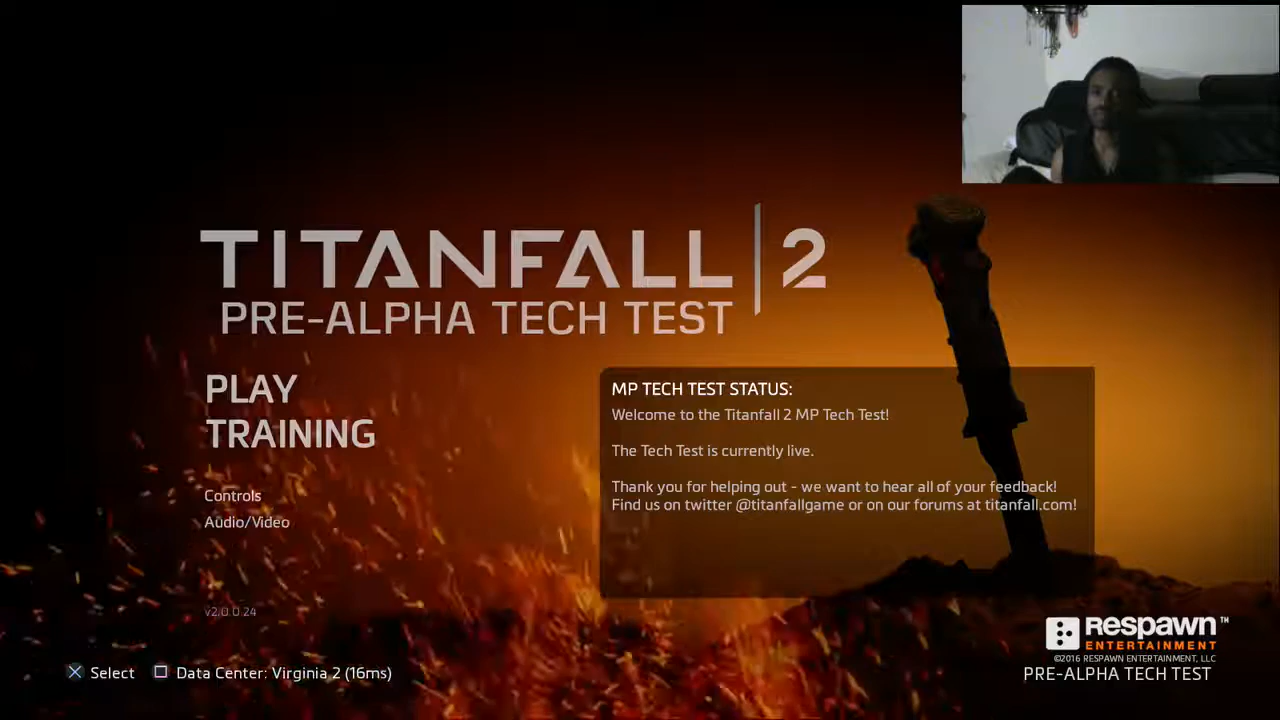 TITANFALL | 2
PRE-ALPHA TECH TEST
PLAY
TRAINING
Controls
Audio/Video
v2.0.0.24
MP TECH TEST STATUS:
Welcome to the Titanfall 2 MP Tech Test!
The Tech Test is currently live.
Thank you for helping out - we want to hear all of your feedback!
Find us on twitter @titanfallgame or on our forums at titanfall.com!
Select
Data Center: Virginia 2 (16ms)
Respawn™
ENTERTAINMENT
©2016 RESPAWN ENTERTAINMENT, LLC
PRE-ALPHA TECH TEST